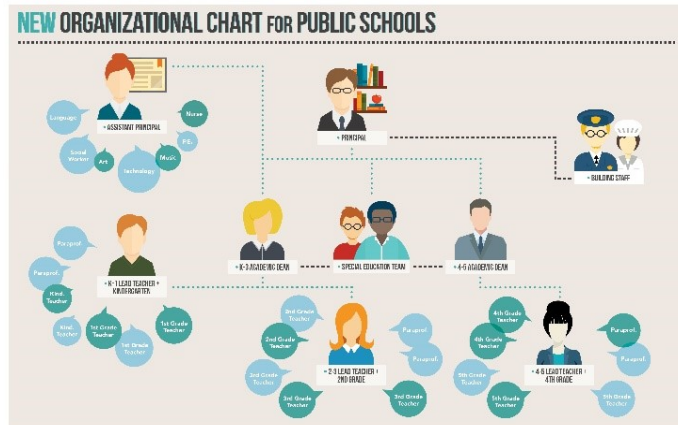 NEW ORGANIZATIONAL CHART FOR PUBLIC SCHOOLS
Language
Nurse
• ASSISTANT PRINCIPAL
P.E.
Social
Worker
Art
Music
Technology
• PRINCIPAL
• BUILDING STAFF
• K-3 ACADEMIC DEAN
• SPECIAL EDUCATION TEAM
• 4-5 ACADEMIC DEAN
Paraprof.
Paraprof.
Kind.
Teacher
• K-1 LEAD TEACHER +
KINDERGARTEN
Kind.
Teacher
1st Grade
Teacher
1st Grade
Teacher
1st Grade
Teacher
2nd Grade
Teacher
2nd Grade
Teacher
Paraprof.
Paraprof.
• 2-3 LEAD TEACHER +
2ND GRADE
3rd Grade
Teacher
3rd Grade
Teacher
3rd Grade
Teacher
4th Grade
Teacher
4th Grade
Teacher
Paraprof.
Paraprof.
• 4-5 LEAD TEACHER +
4TH GRADE
5th Grade
Teacher
5th Grade
Teacher
5th Grade
Teacher